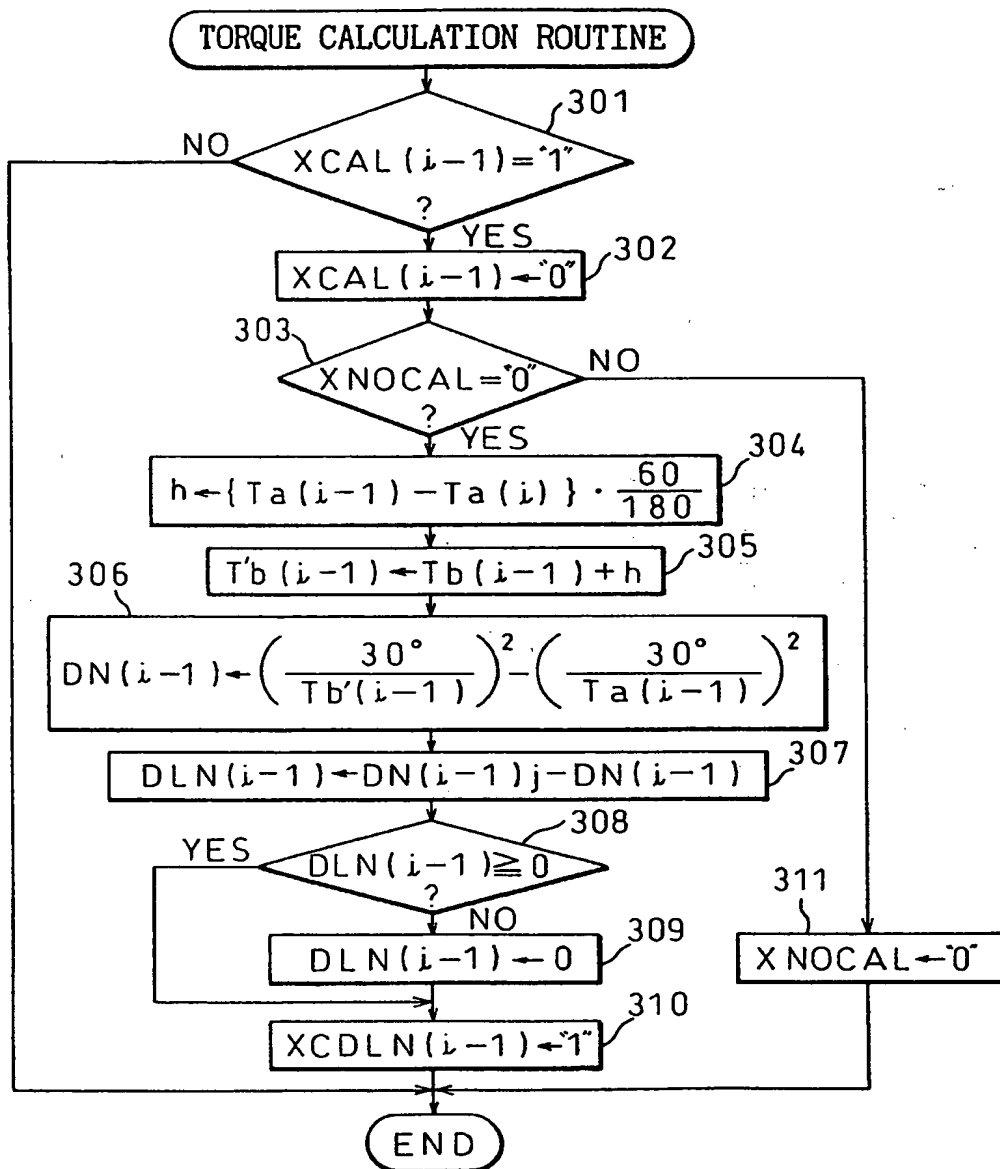 TORQUE CALCULATION ROUTINE
301
NO
XCAL(i-1)="1"
?
YES
XCAL(i-1)←"0"
302
303
XNOCAL="0"
?
NO
YES
304
h←{Ta(i-1)-Ta(i)}·60/180
305
T'b(i-1)←Tb(i-1)+h
306
DN(i-1)←(30°/Tb'(i-1))²-(30°/Ta(i-1))²
307
DLN(i-1)←DN(i-1)j-DN(i-1)
308
YES
DLN(i-1)≧0
?
NO
309
DLN(i-1)←0
311
XNOCAL←"0"
310
XCDLN(i-1)←"1"
END